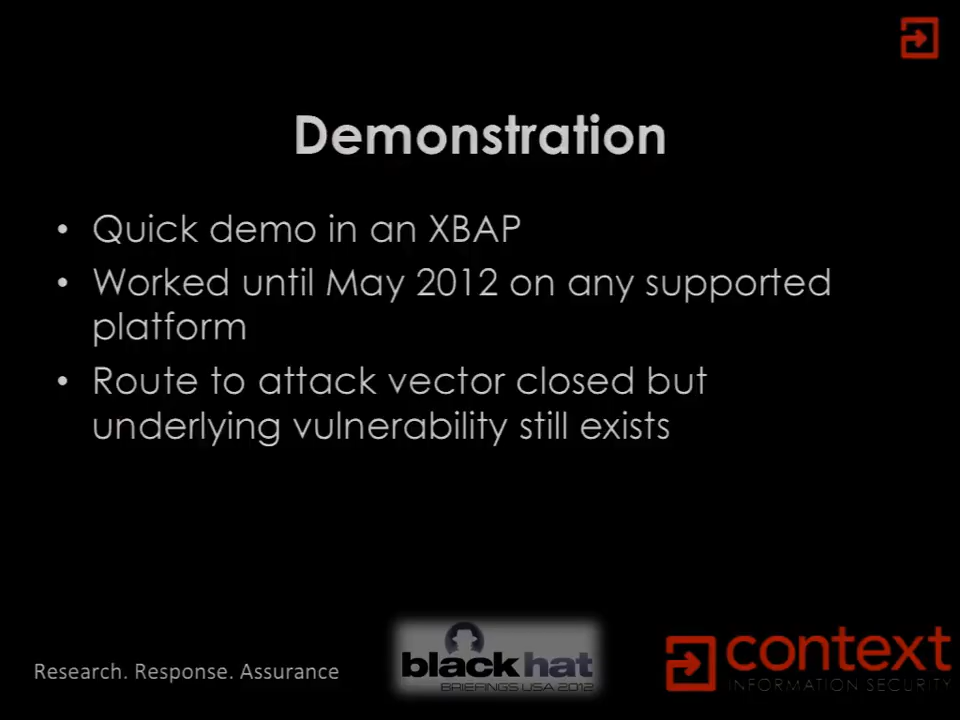 Demonstration
• Quick demo in an XBAP
• Worked until May 2012 on any supported
platform
• Route to attack vector closed but
underlying vulnerability still exists
Research. Response. Assurance
black hat
BRIEFINGS USA 2012
context
INFORMATION SECURITY